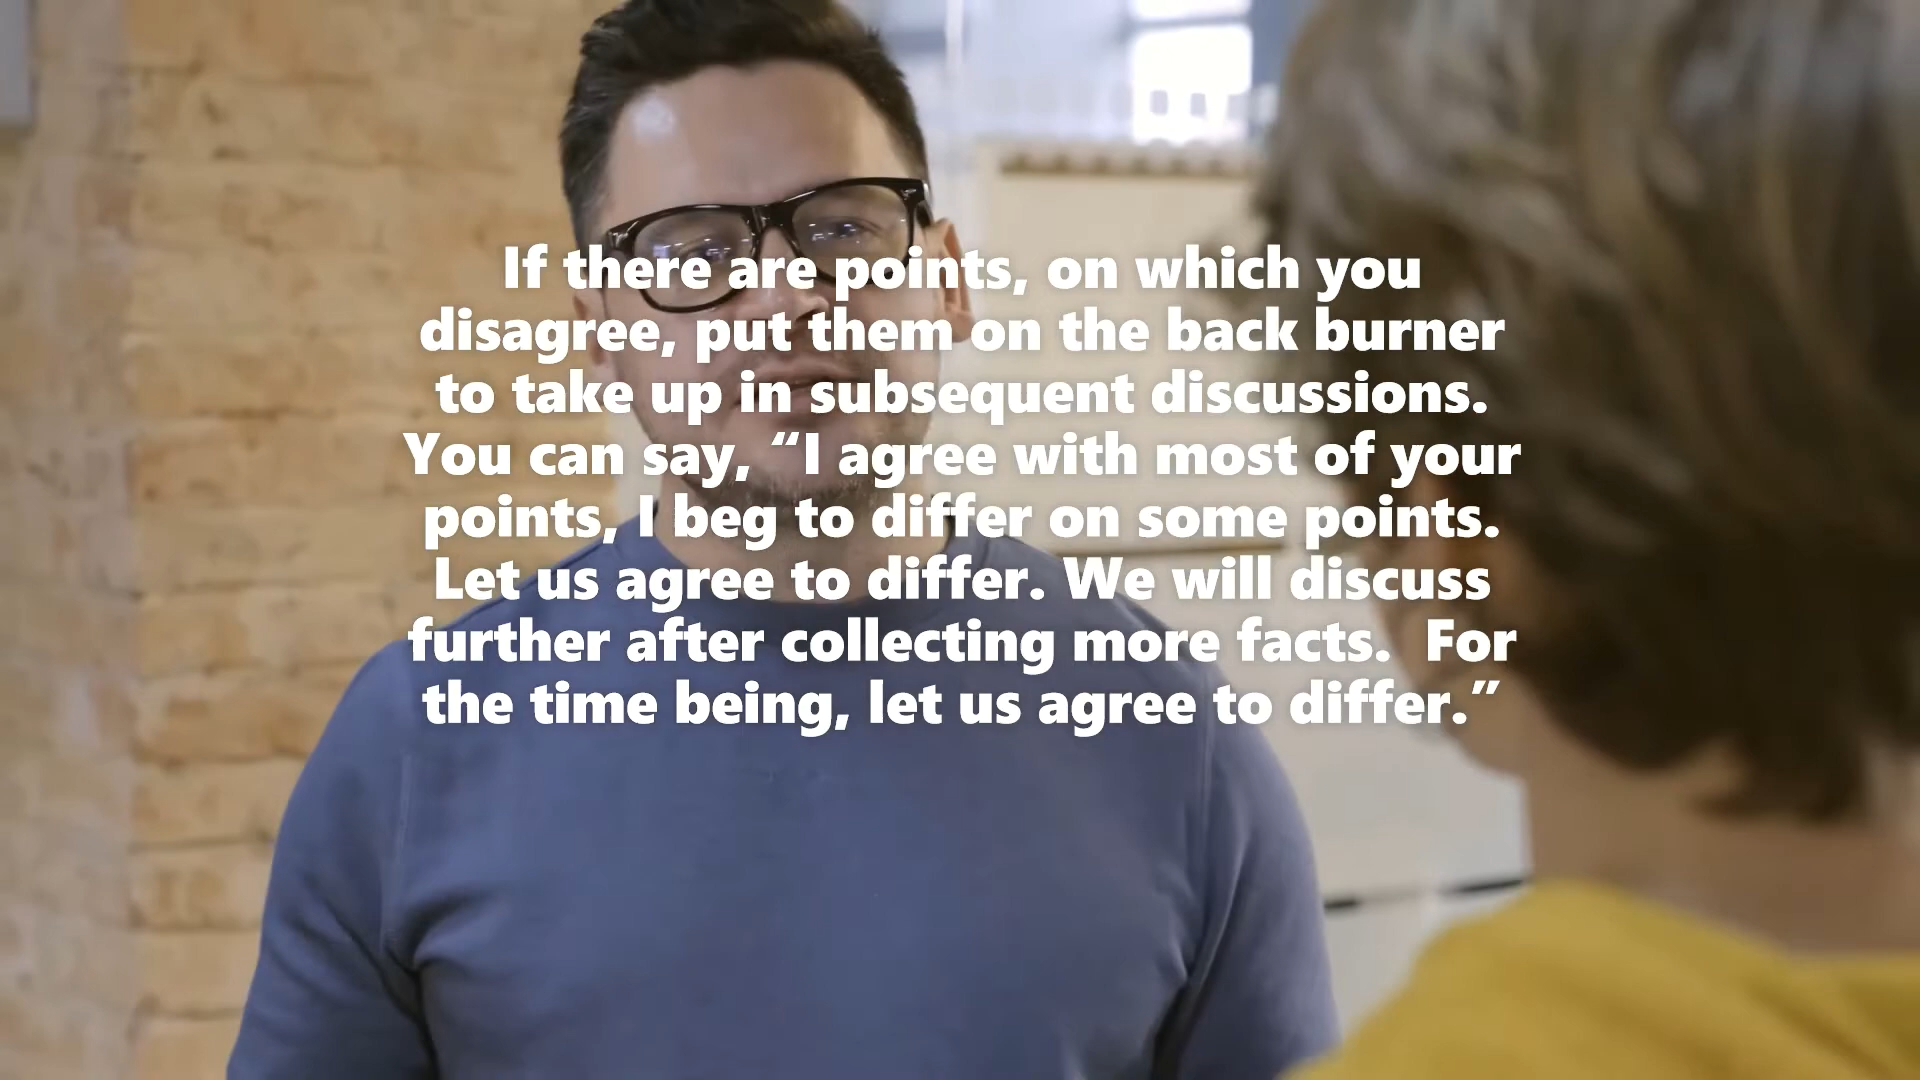 If there are points, on which you
disagree, put them on the back burner
to take up in subsequent discussions.
You can say, “I agree with most of your
points, I beg to differ on some points.
Let us agree to differ. We will discuss
further after collecting more facts.  For
the time being, let us agree to differ.”